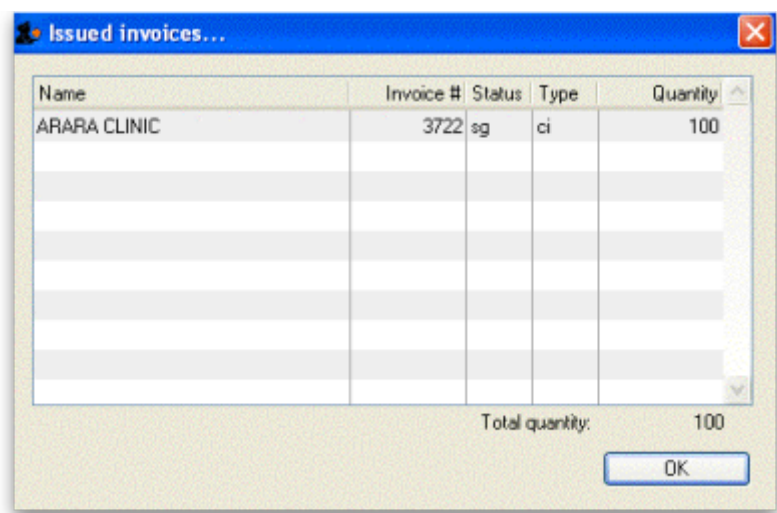 Issued invoices...
Name Invoice # Status Type Quantity
ARARA CLINIC 3722 sg ci 100
Total quantity: 100
OK